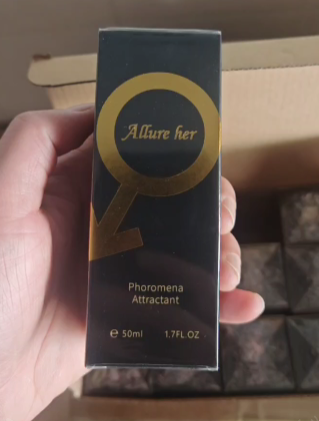 Allure her
Phoromena
Attractant
℮ 50ml 1.7FL.OZ